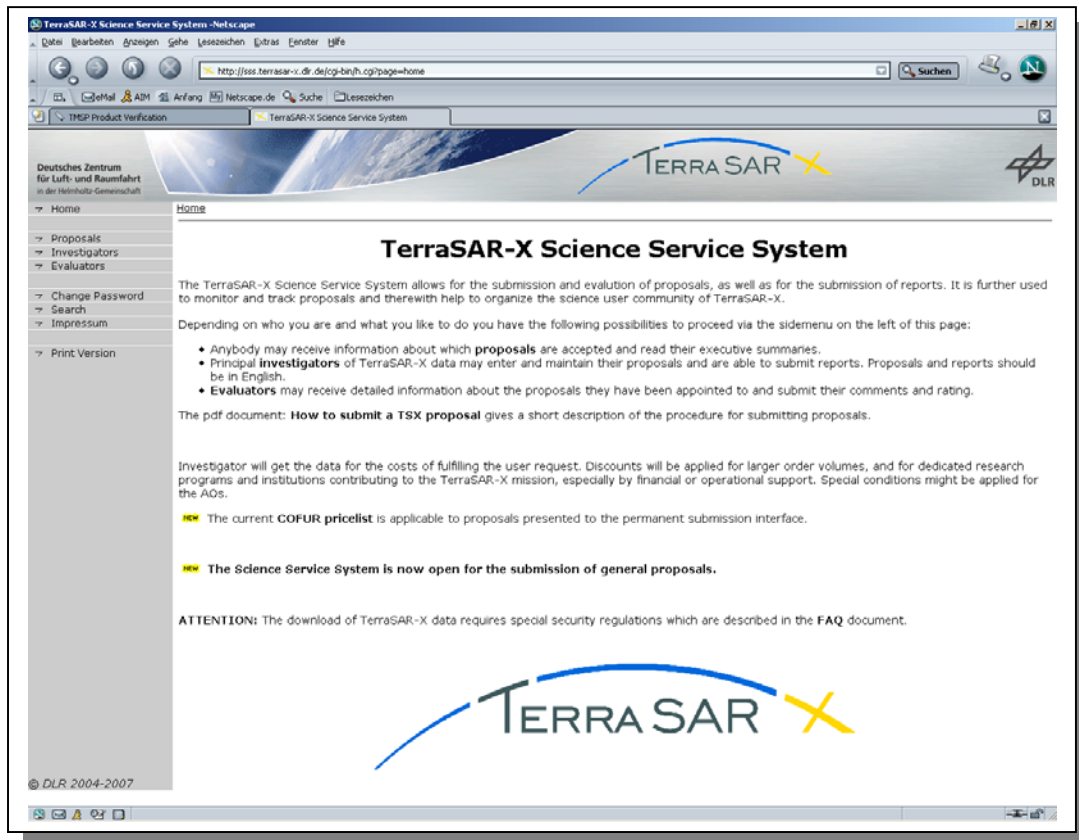 TerraSAR-X Science Service System -Netscape
Datei Bearbeiten Anzeigen Gehe Lesezeichen Extras Fenster Hilfe
http://sss.terrasar-x.dlr.de/cgi-bin/h.cgi?page=home
Suchen
N
eMail AIM Anfang Netscape.de Suche Lesezeichen
TMSP Product Verification
TerraSAR-X Science Service System
Deutsches Zentrum
für Luft- und Raumfahrt
in der Helmholtz-Gemeinschaft
TERRA SAR X
DLR
Home
Proposals
Investigators
Evaluators
Change Password
Search
Impressum
Print Version
Home
TerraSAR-X Science Service System
The TerraSAR-X Science Service System allows for the submission and evalution of proposals, as well as for the submission of reports. It is further used
to monitor and track proposals and therewith help to organize the science user community of TerraSAR-X.
Depending on who you are and what you like to do you have the following possibilities to proceed via the sidemenu on the left of this page:
Anybody may receive information about which proposals are accepted and read their executive summaries.
Principal investigators of TerraSAR-X data may enter and maintain their proposals and are able to submit reports. Proposals and reports should
be in English.
Evaluators may receive detailed information about the proposals they have been appointed to and submit their comments and rating.
The pdf document: How to submit a TSX proposal gives a short description of the procedure for submitting proposals.
Investigator will get the data for the costs of fulfilling the user request. Discounts will be applied for larger order volumes, and for dedicated research
programs and institutions contributing to the TerraSAR-X mission, especially by financial or operational support. Special conditions might be applied for
the AOs.
NEW The current COFUR pricelist is applicable to proposals presented to the permanent submission interface.
NEW The Science Service System is now open for the submission of general proposals.
ATTENTION: The download of TerraSAR-X data requires special security regulations which are described in the FAQ document.
TERRA SAR X
© DLR 2004-2007